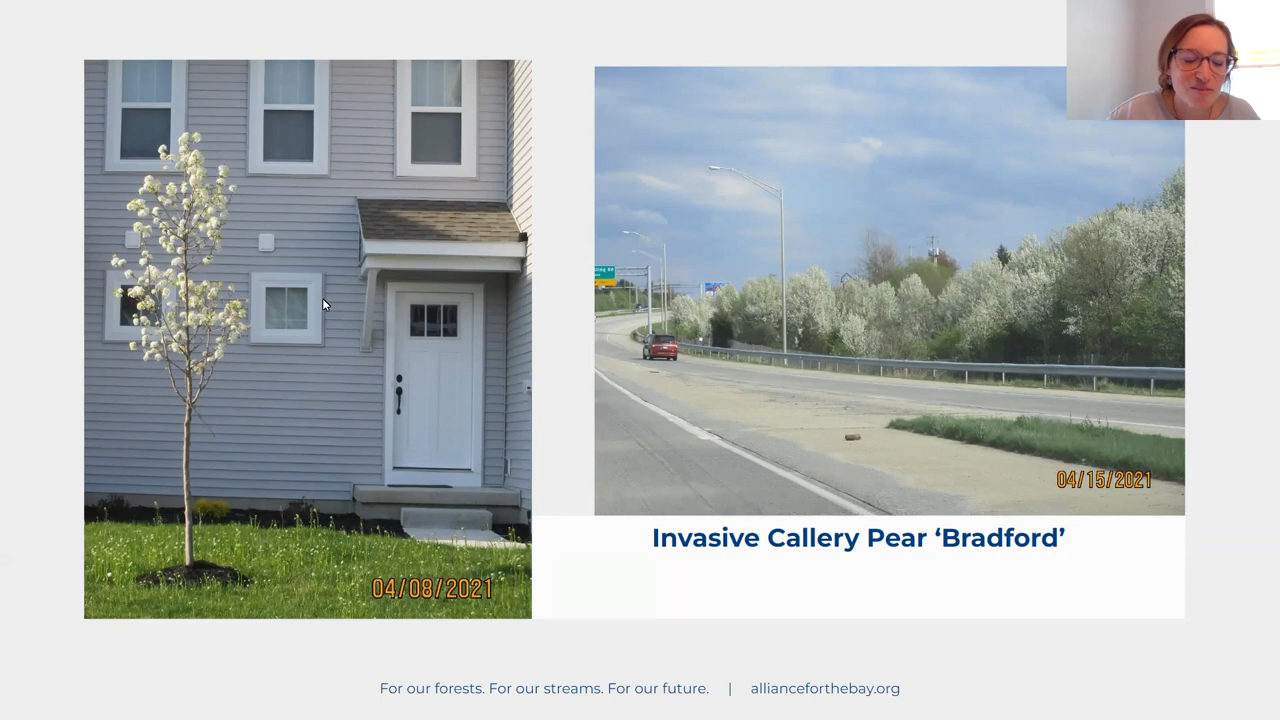 04/08/2021
04/15/2021
Invasive Callery Pear ‘Bradford’
For our forests. For our streams. For our future. | allianceforthebay.org